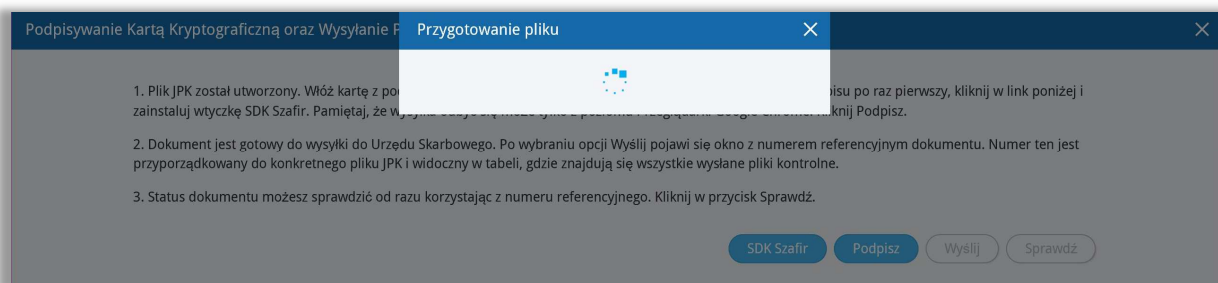 Podpisywanie Kartą Kryptograficzną oraz Wysyłanie P
Przygotowanie pliku
1. Plik JPK został utworzony. Włóż kartę z po isu po raz pierwszy, kliknij w link poniżej i
zainstaluj wtyczkę SDK Szafir. Pamiętaj, że knij Podpisz.
2. Dokument jest gotowy do wysyłki do Urzędu Skarbowego. Po wybraniu opcji Wyślij pojawi się okno z numerem referencyjnym dokumentu. Numer ten jest
przyporządkowany do konkretnego pliku JPK i widoczny w tabeli, gdzie znajdują się wszystkie wysłane pliki kontrolne.
3. Status dokumentu możesz sprawdzić od razu korzystając z numeru referencyjnego. Kliknij w przycisk Sprawdź.
SDK Szafir Podpisz Wyślij Sprawdź